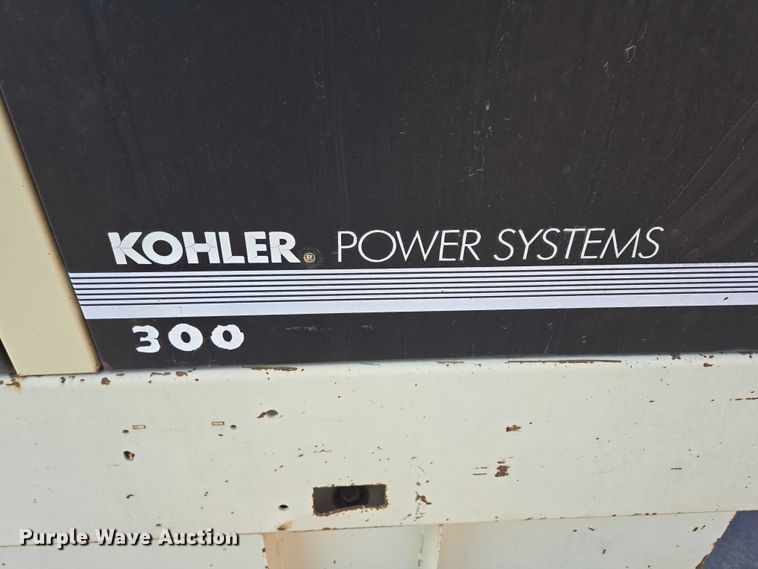 KOHLER® POWER SYSTEMS
300
Purple Wave Auction